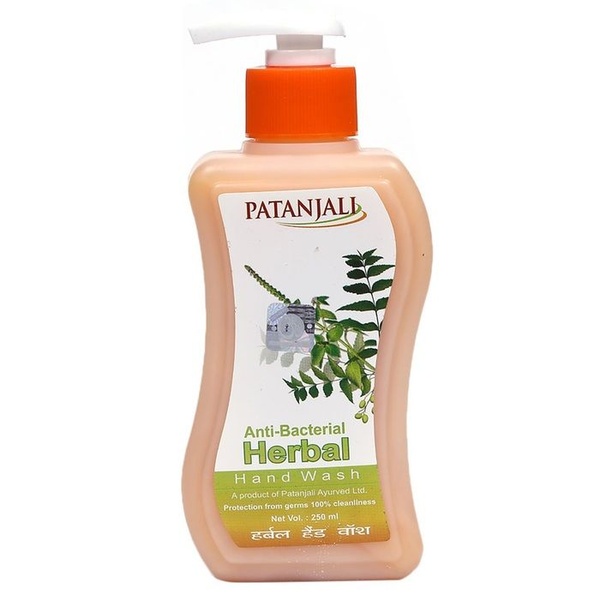 PATANJALI
Anti-Bacterial
Herbal
Hand Wash
A product of Patanjali Ayurved Ltd.
Protection from germs 100% cleanliness
Net Vol. : 250 ml
हर्बल हैंड वॉश